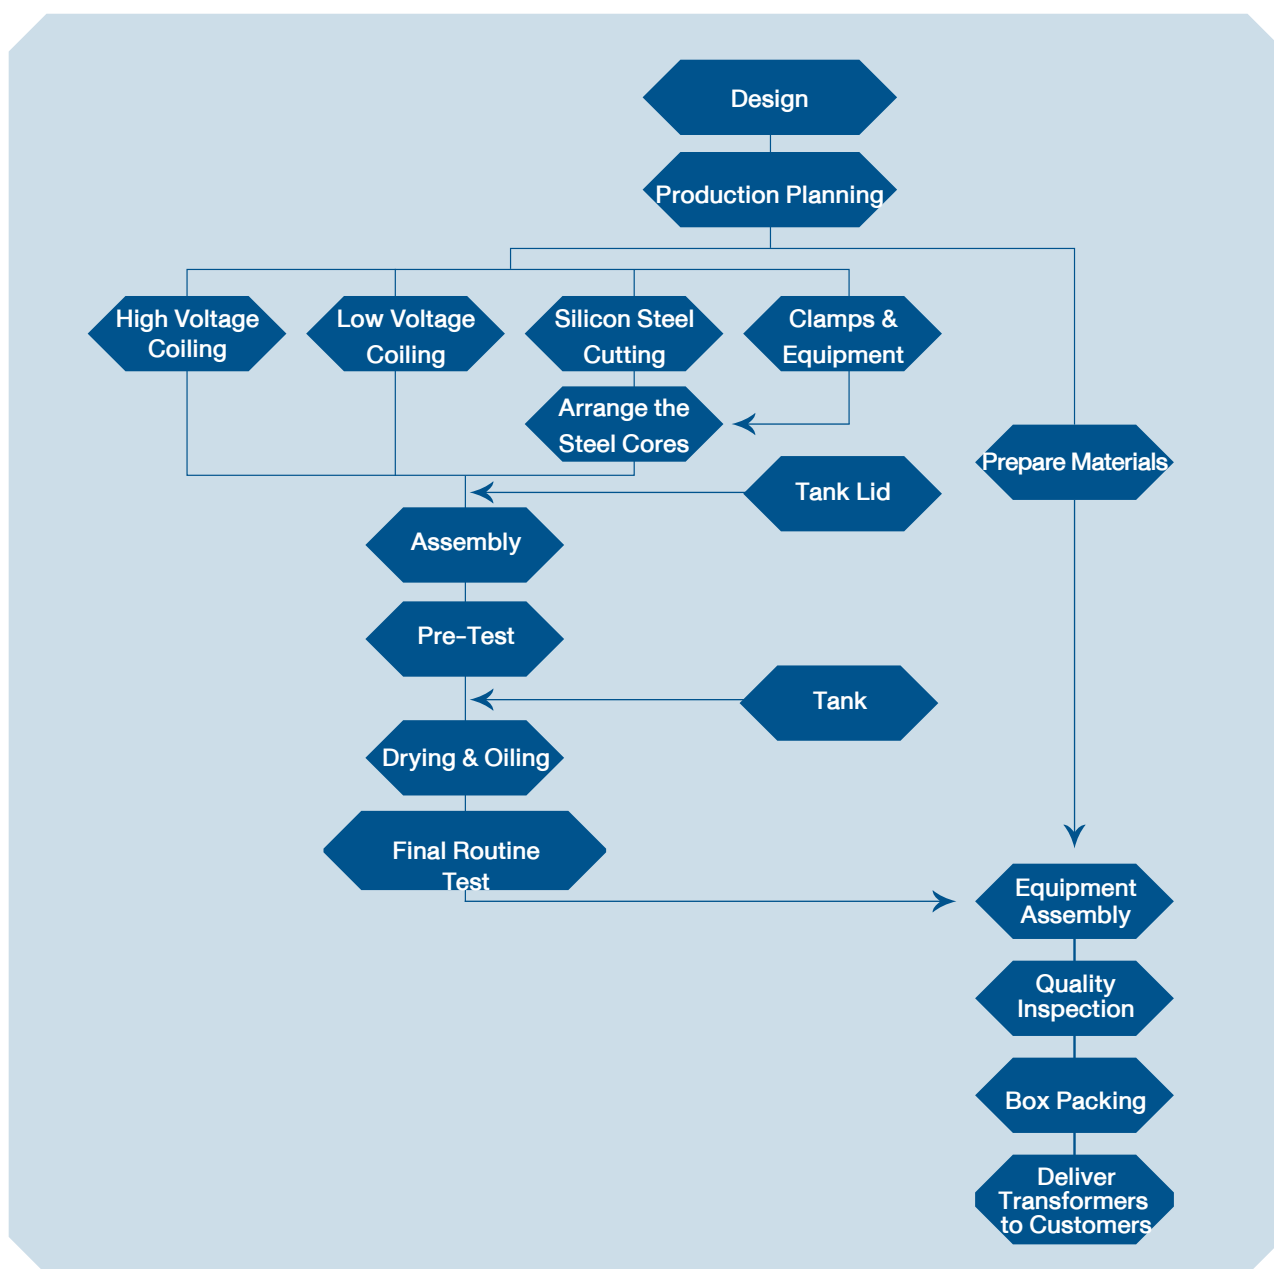 Design
Production Planning
High Voltage
Coiling
Low Voltage
Coiling
Silicon Steel
Cutting
Clamps &
Equipment
Arrange the
Steel Cores
Prepare Materials
Tank Lid
Assembly
Pre-Test
Tank
Drying & Oiling
Final Routine
Test
Equipment
Assembly
Quality
Inspection
Box Packing
Deliver
Transformers
to Customers